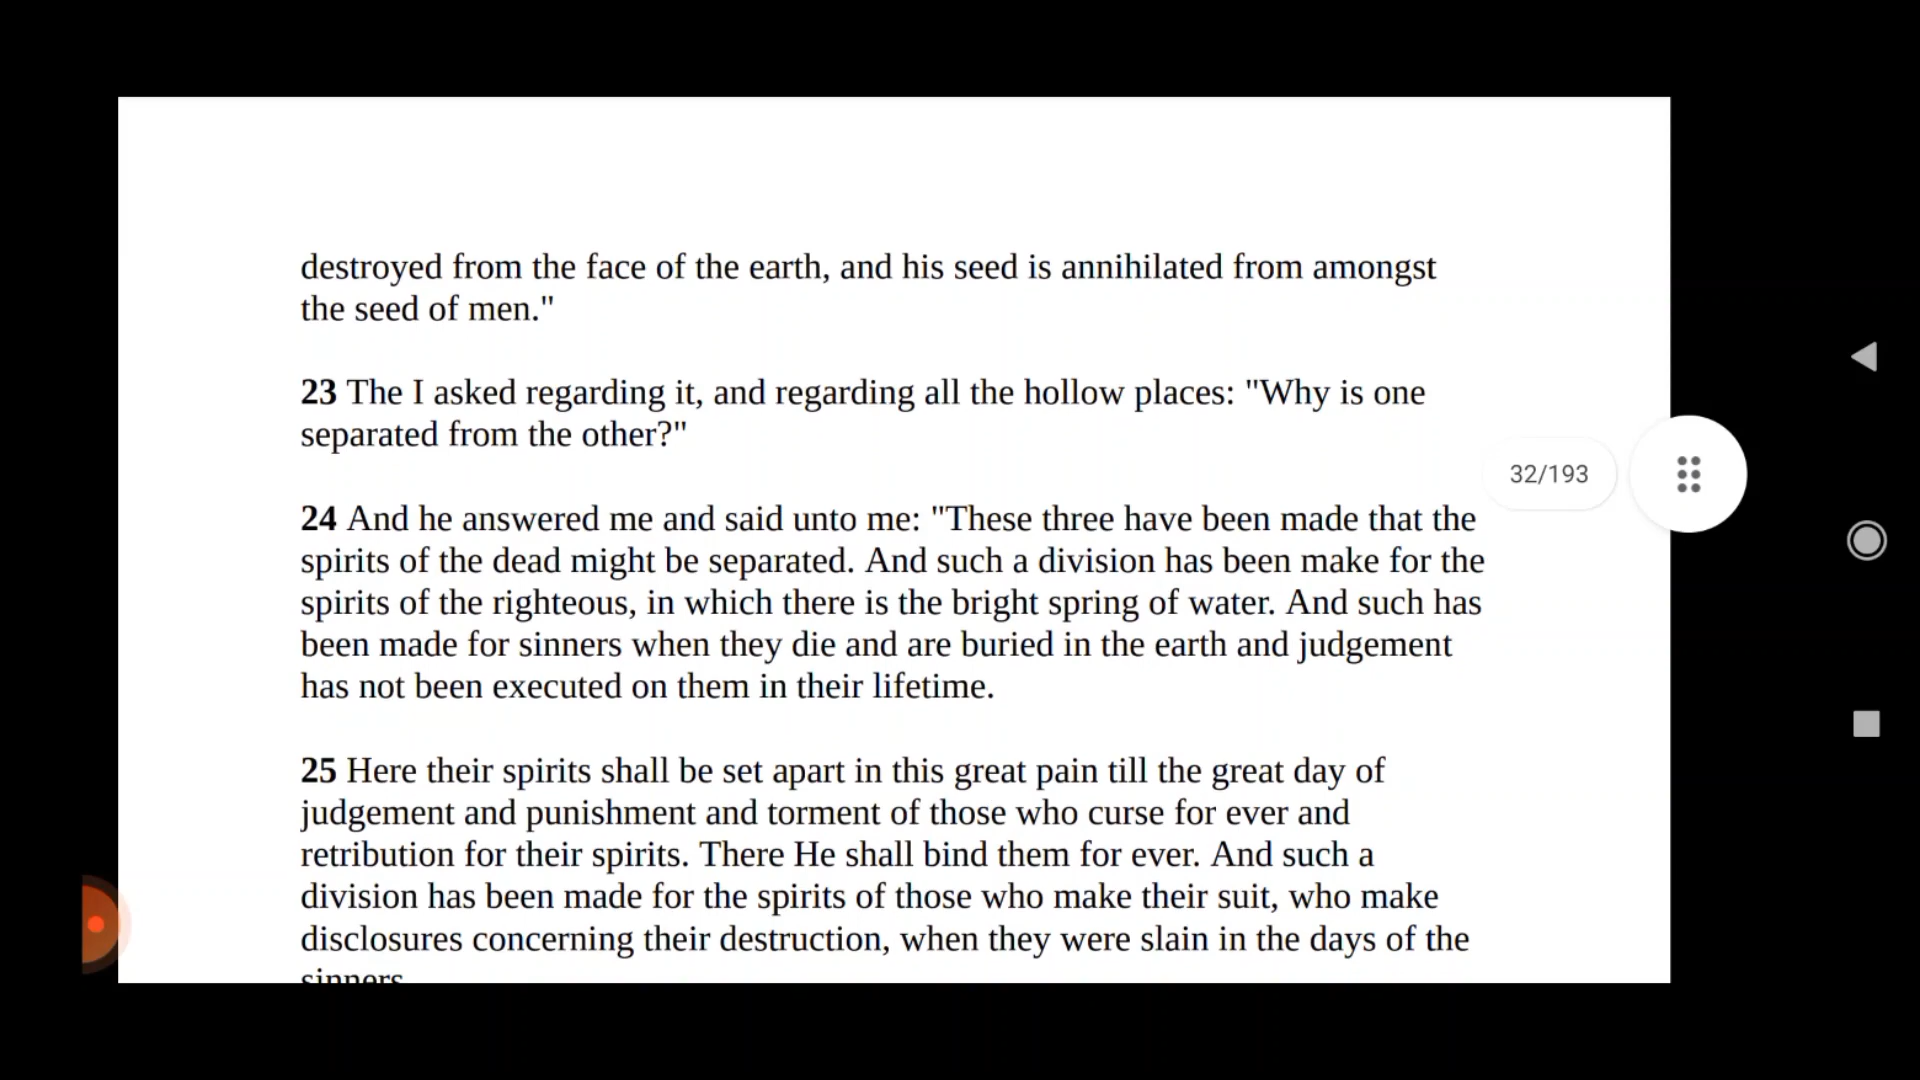 destroyed from the face of the earth, and his seed is annihilated from amongst
the seed of men."
23 The I asked regarding it, and regarding all the hollow places: "Why is one
separated from the other?"
32/193
24 And he answered me and said unto me: "These three have been made that the
spirits of the dead might be separated. And such a division has been make for the
spirits of the righteous, in which there is the bright spring of water. And such has
been made for sinners when they die and are buried in the earth and judgement
has not been executed on them in their lifetime.
25 Here their spirits shall be set apart in this great pain till the great day of
judgement and punishment and torment of those who curse for ever and
retribution for their spirits. There He shall bind them for ever. And such a
division has been made for the spirits of those who make their suit, who make
disclosures concerning their destruction, when they were slain in the days of the
sinners